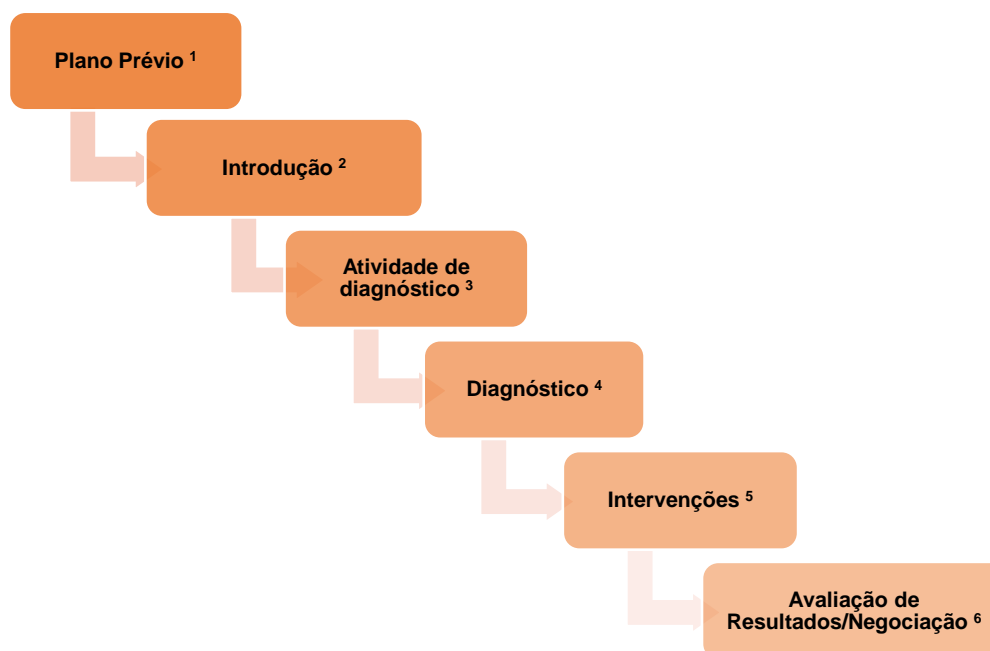 Plano Prévio ¹
Introdução ²
Atividade de
diagnóstico ³
Diagnóstico ⁴
Intervenções ⁵
Avaliação de
Resultados/Negociação ⁶